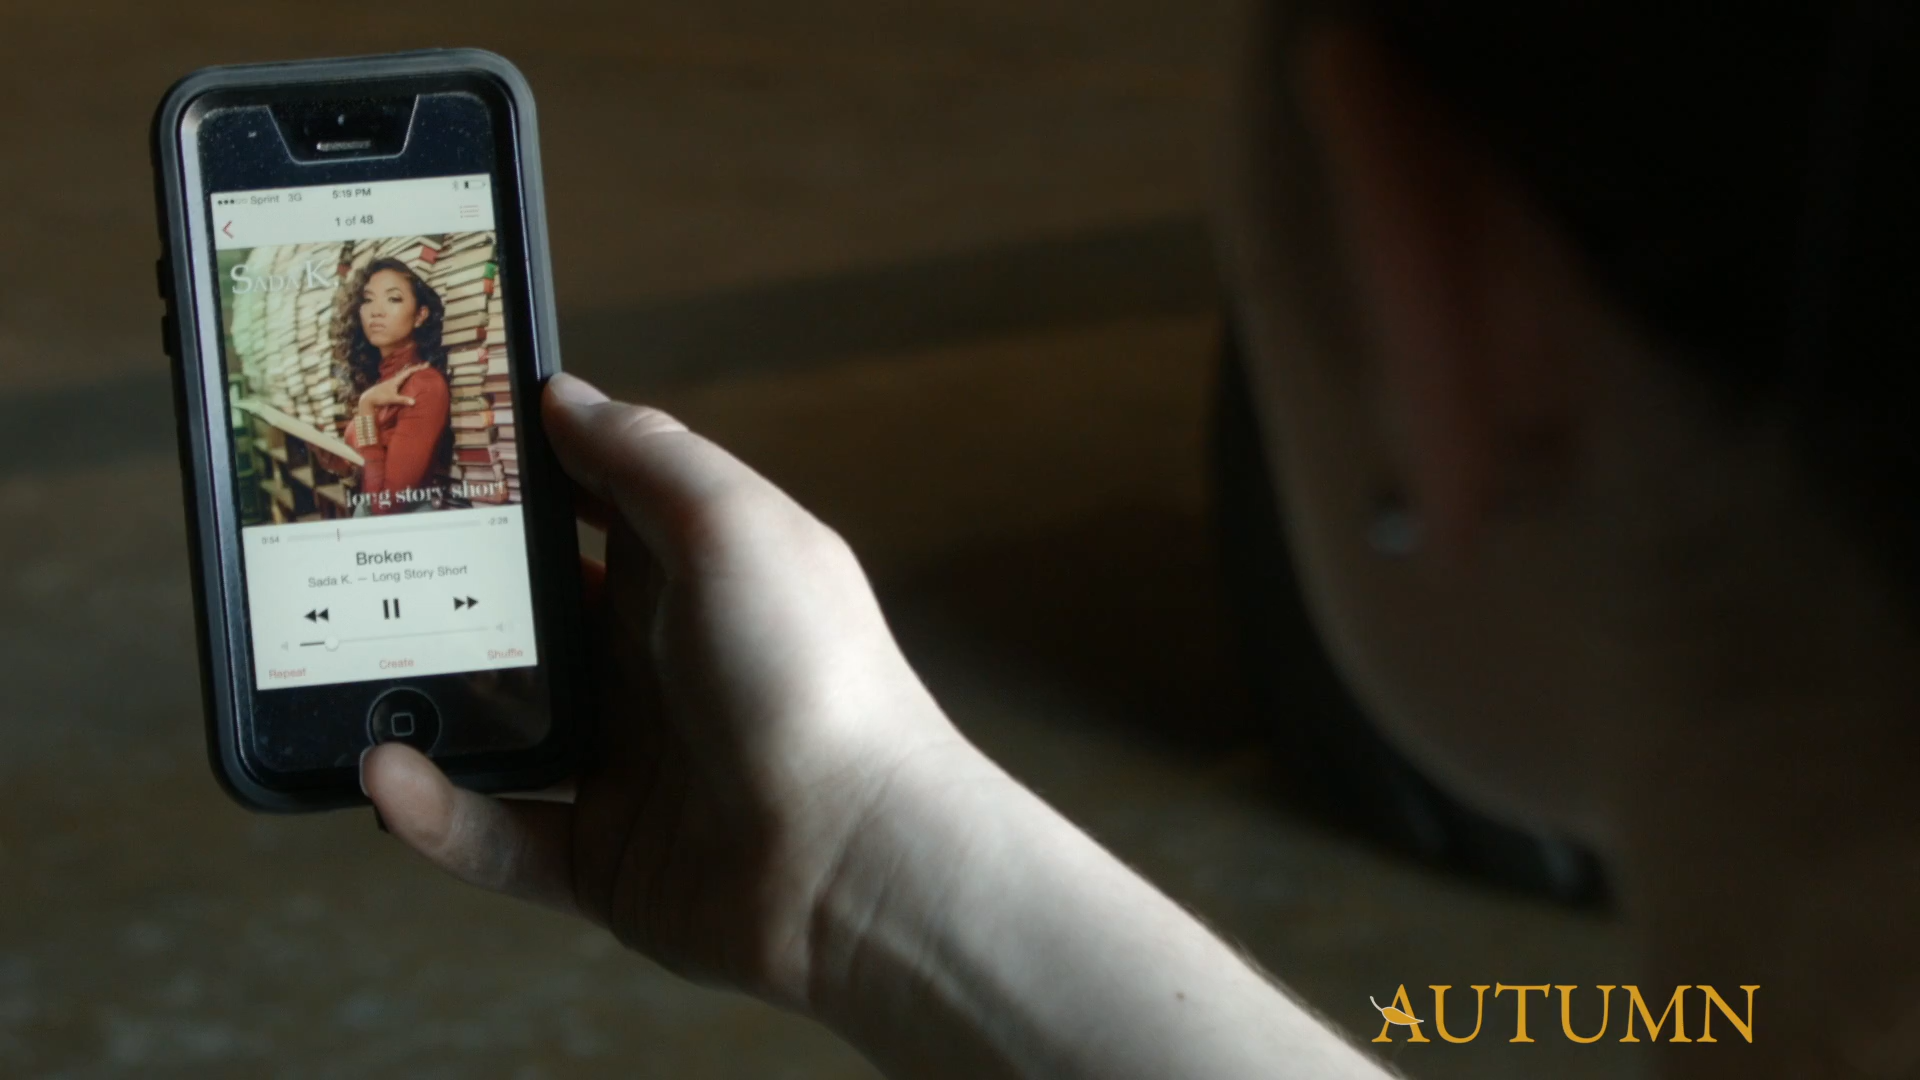 Sprint 3G 5:19 PM
1 of 48
SADA K.
long story short
0:54 -2:28
Broken
Sada K. — Long Story Short
Repeat Create Shuffle
AUTUMN